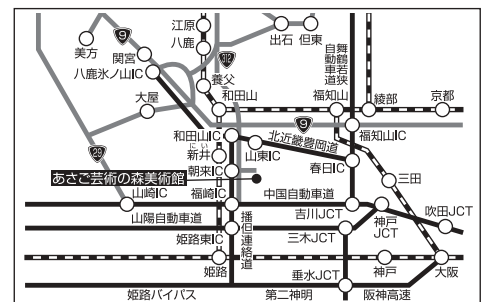 江原
八鹿
出石 但東
舞鶴若狭
自動車道
9
関宮
美方
312
八鹿氷ノ山IC
養父
和田山
福知山
綾部
京都
大屋
9
和田山IC
北近畿豊岡道
福知山IC
にい
新井
山東IC
29
朝来IC
春日IC
あさご芸術の森美術館
三田
山崎IC
福崎IC
中国自動車道
山陽自動車道
吉川JCT
神戸
JCT
吹田JCT
播但連絡道
姫路東IC
三木JCT
姫路
神戸
大阪
垂水JCT
姫路バイパス
第二神明
阪神高速